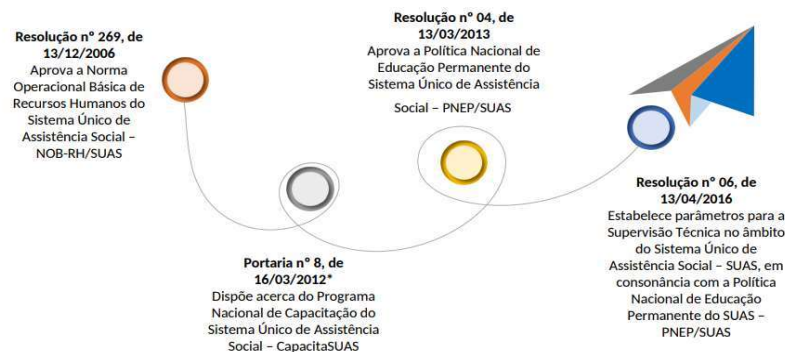 Resolução nº 269, de
13/12/2006
Aprova a Norma
Operacional Básica de
Recursos Humanos do
Sistema Único de
Assistência Social –
NOB-RH/SUAS
Portaria nº 8, de
16/03/2012*
Dispõe acerca do Programa
Nacional de Capacitação do
Sistema Único de Assistência
Social – CapacitaSUAS
Resolução nº 04, de
13/03/2013
Aprova a Política Nacional de
Educação Permanente do
Sistema Único de Assistência
Social – PNEP/SUAS
Resolução nº 06, de
13/04/2016
Estabelece parâmetros para a
Supervisão Técnica no âmbito
do Sistema Único de
Assistência Social – SUAS, em
consonância com a Política
Nacional de Educação
Permanente do SUAS –
PNEP/SUAS